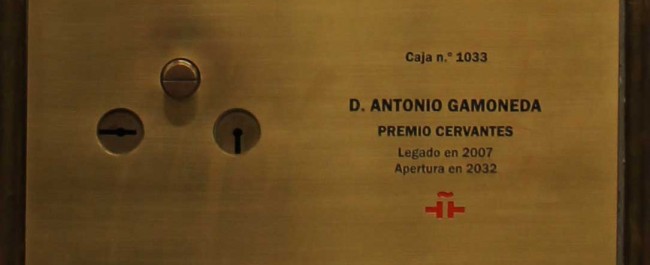 Caja n.º 1033
D. ANTONIO GAMONEDA
PREMIO CERVANTES
Legado en 2007
Apertura en 2032